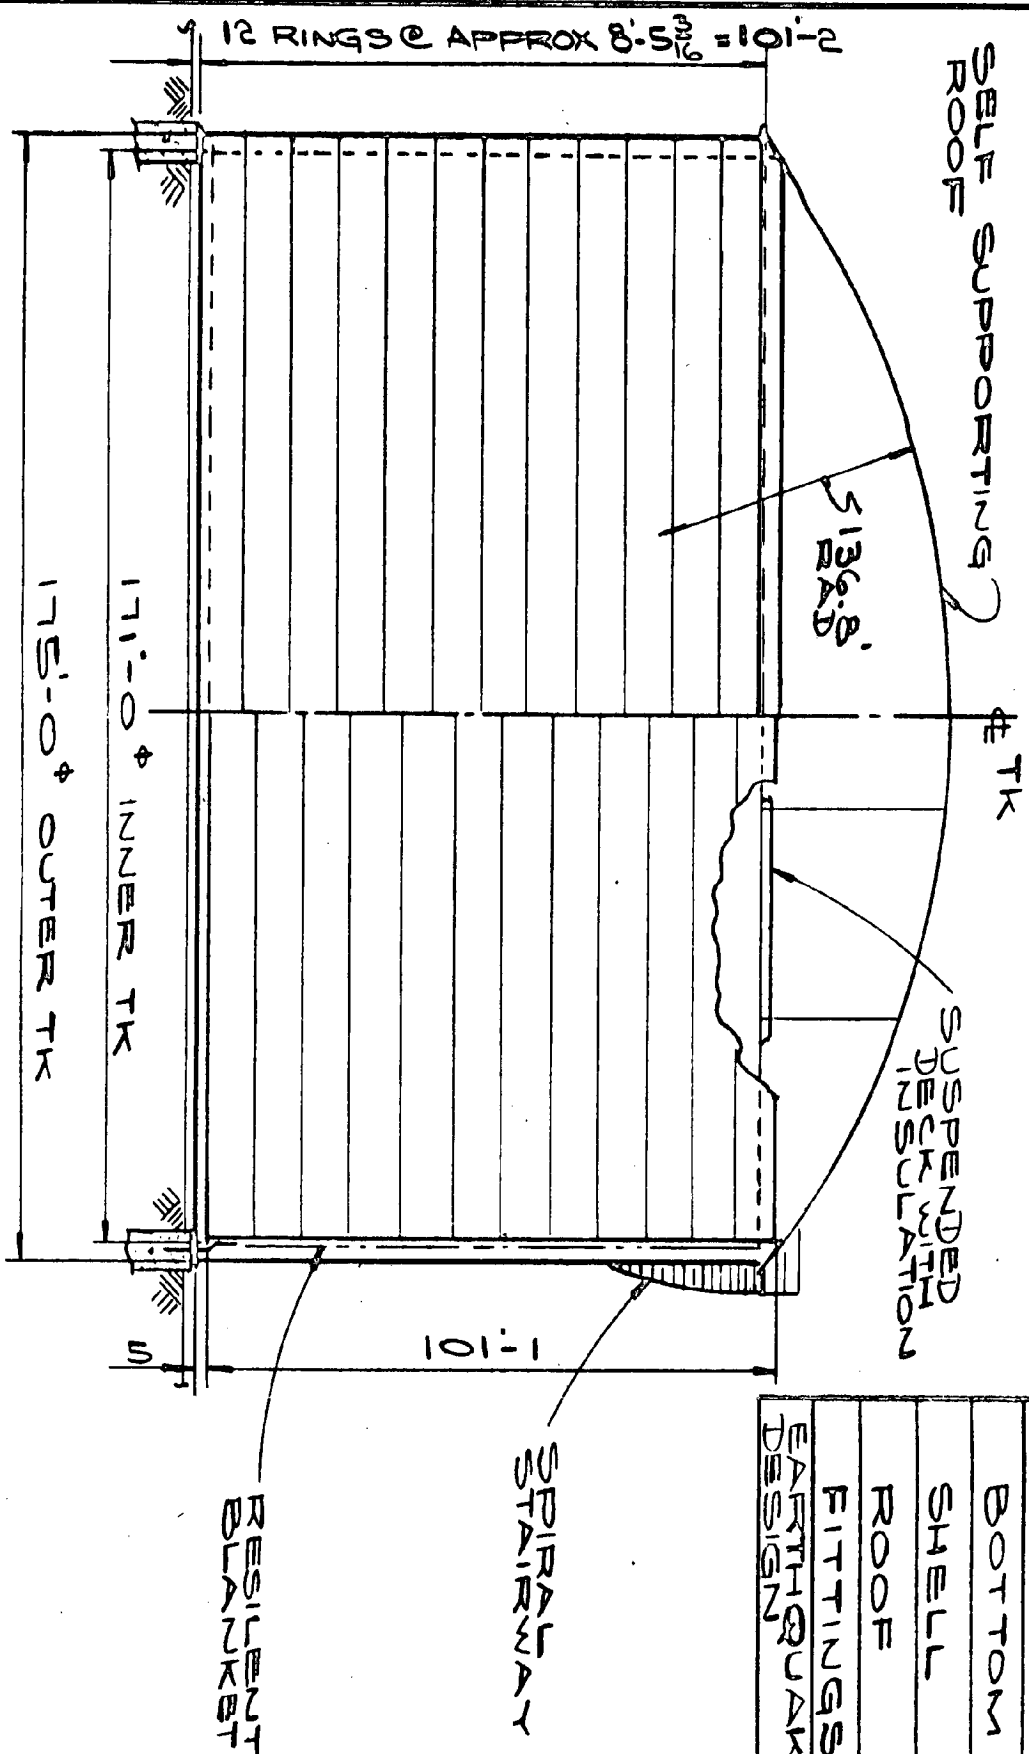 12 RINGS @ APPROX 8'-5 3/16 = 101'-2
SELF SUPPORTING
ROOF
136.8'
RAD
℄ TK
SUSPENDED
DECK WITH
INSULATION
171'-0 ϕ INNER TK
175'-0 ϕ OUTER TK
5
101'-1
SPIRAL
STAIRWAY
RESILENT
BLANKET
BOTTOM
SHELL
ROOF
FITTINGS
EARTHQUAK
DESIGN